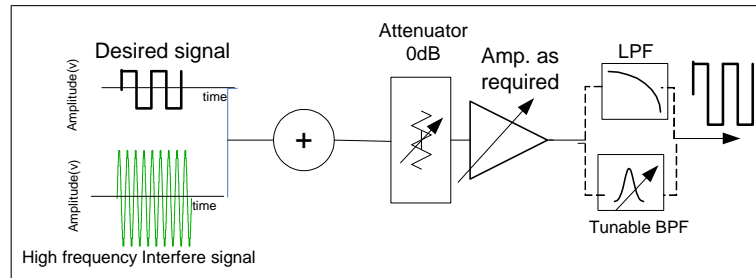 Desired signal
Amplitude(v)
time
+
Amplitude(v)
time
High frequency Interfere signal
Attenuator
0dB
Amp. as
required
LPF
Tunable BPF